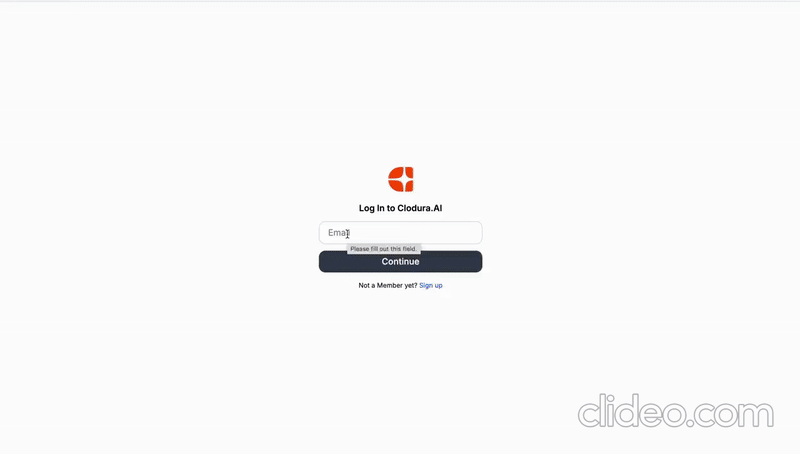 Log In to Clodura.AI
Email
Please fill out this field.
Continue
Not a Member yet? Sign up
clideo.com